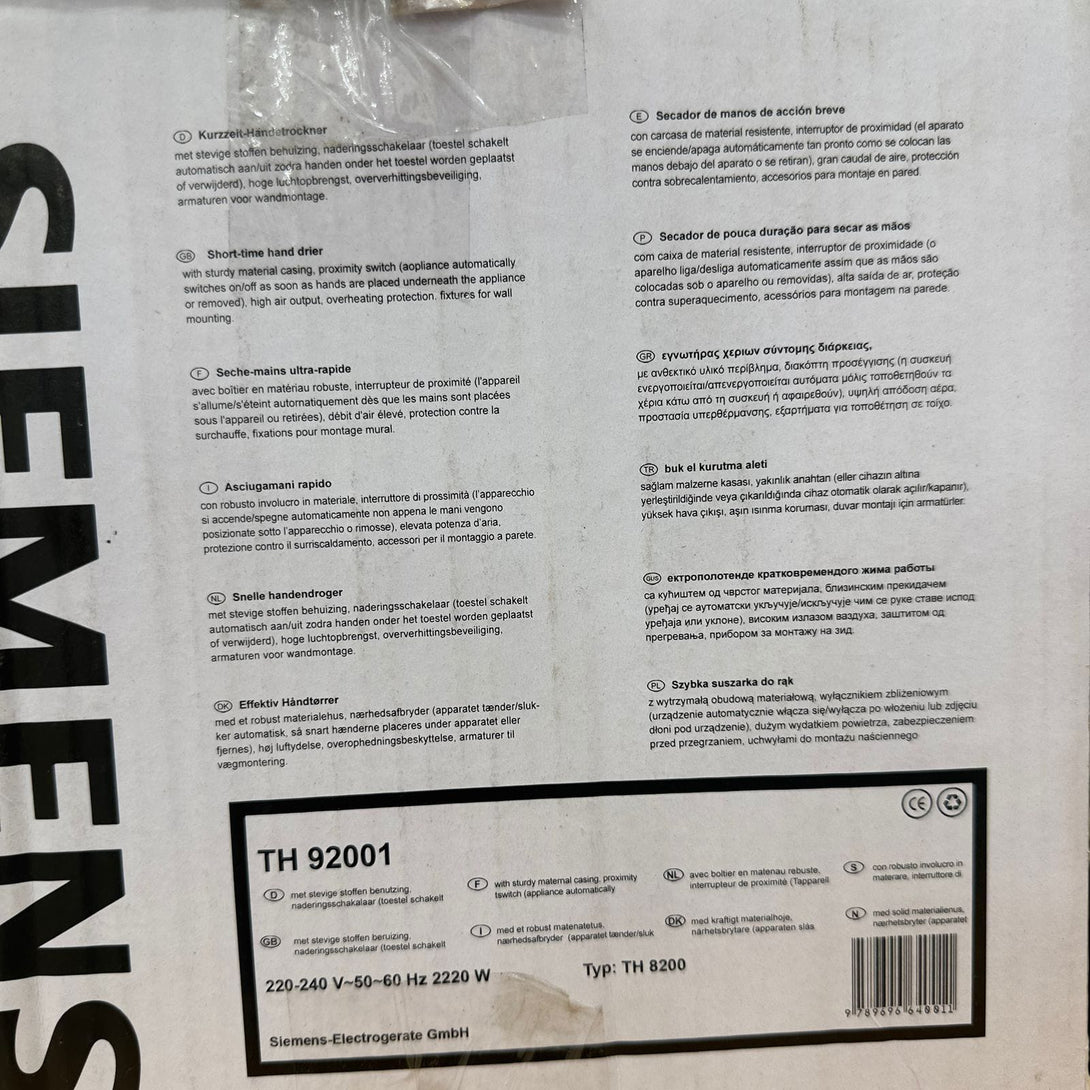 SIEMENS
D Kurzzeit-Händetrockner
met stevige stoffen behuizing, naderingsschakelaar (toestel schakelt
automatisch aan/uit zodra handen onder het toestel worden geplaatst
of verwijderd), hoge luchtopbrengst, oververhittingsbeveiliging,
armaturen voor wandmontage.
GB Short-time hand drier
with sturdy material casing, proximity switch (aopliance automatically
switches on/off as soon as hands are placed underneath the appliance
or removed), high air output, overheating protection. fixtures for wall
mounting.
F Seche-mains ultra-rapide
avec boîtier en matériau robuste, interrupteur de proximité (l'appareil
s'allume/s'éteint automatiquement dès que les mains sont placées
sous l'appareil ou retirées), débit d'air élevé, protection contre la
surchauffe, fixations pour montage mural.
I Asciugamani rapido
con robusto involucro in materiale, interruttore di prossimità (l'apparecchio
si accende/spegne automaticamente non appena le mani vengono
posizionate sotto l'apparecchio o rimosse), elevata potenza d'aria,
protezione contro il surriscaldamento, accessori per il montaggio a parete.
NL Snelle handendroger
met stevige stoffen behuizing, naderingsschakelaar (toestel schakelt
automatisch aan/uit zodra handen onder het toestel worden geplaatst
of verwijderd), hoge luchtopbrengst, oververhittingsbeveiliging,
armaturen voor wandmontage.
DK Effektiv Håndtørrer
med et robust materialehus, nærhedsafbryder (apparatet tænder/sluk-
ker automatisk, så snart hænderne placeres under apparatet eller
fjernes), høj luftydelse, overophedningsbeskyttelse, armaturer til
vægmontering.
E Secador de manos de acción breve
con carcasa de material resistente, interruptor de proximidad (el aparato
se enciende/apaga automáticamente tan pronto como se colocan las
manos debajo del aparato o se retiran), gran caudal de aire, protección
contra sobrecalentamiento, accesorios para montaje en pared.
P Secador de pouca duração para secar as mãos
com caixa de material resistente, interruptor de proximidade (o
aparelho liga/desliga automaticamente assim que as mãos são
colocadas sob o aparelho ou removidas), alta saída de ar, proteção
contra superaquecimento, acessórios para montagem na parede.
GR εγνωτήρας χεριων σύντομης διάρκειας,
με ανθεκτικό υλικό περίβλημα, διακόπτη προσέγγισης (η συσκευή
ενεργοποιείται/απενεργοποιείται αυτόματα μόλις τοποθετηθούν τα
χέρια κάτω από τη συσκευή ή αφαιρεθούν), υψηλή απόδοση αέρα,
προστασία υπερθέρμανσης, εξαρτήματα για τοποθέτηση σε τοίχο.
TR buk el kurutma aleti
sağlam malzerne kasası, yakınlık anahtarı (eller cihazın altına
yerleştirildiğinde veya çıkarıldığında cihaz otomatik olarak açılır/kapanır),
yüksek hava çıkışı, aşırı ısınma koruması, duvar montajı için armatürler.
GUS ектрополотенде кратковремендого жима работы
са кућиштем од чврстог материјала, близинским прекидачем
(уређај се аутоматски укључује/искључује чим се руке ставе испод
уређаја или уклоне), високим излазом ваздуха, заштитом од
прегревања, прибором за монтажу на зид.
PL Szybka suszarka do rąk
z wytrzymałą obudową materiałową, wyłącznikiem zbliżeniowym
(urządzenie automatycznie włącza się/wyłącza po włożeniu lub zdjęciu
dłoni pod urządzenie), dużym wydatkiem powietrza, zabezpieczeniem
przed przegrzaniem, uchwyłami do montażu naściennego
CE
TH 92001
D met stevige stoffen benutzing.
naderingsschakalaar (toestel schakelt
F with sturdy maternal casing. proximity
tswitch (appliance automatically
NL avec boîtier en matenau robuste,
interrupteur de proximité (Tappareil
S con robusto involucro in
materare, interruttore di
GB met stevige stoffen beruizing.
naderingsschakalaar (toestel schakelt
I med et robust matenatetus,
nærhedsafbryder (apparatet tænder/sluk
DK med kraftigt materialhoje,
närhetsbrytare (apparaten slås
N med solid materialienus,
nærhetsbryter (apparatet
220-240 V~50~60 Hz 2220 W
Typ: TH 8200
9 789696 640011
Siemens-Electrogerate GmbH